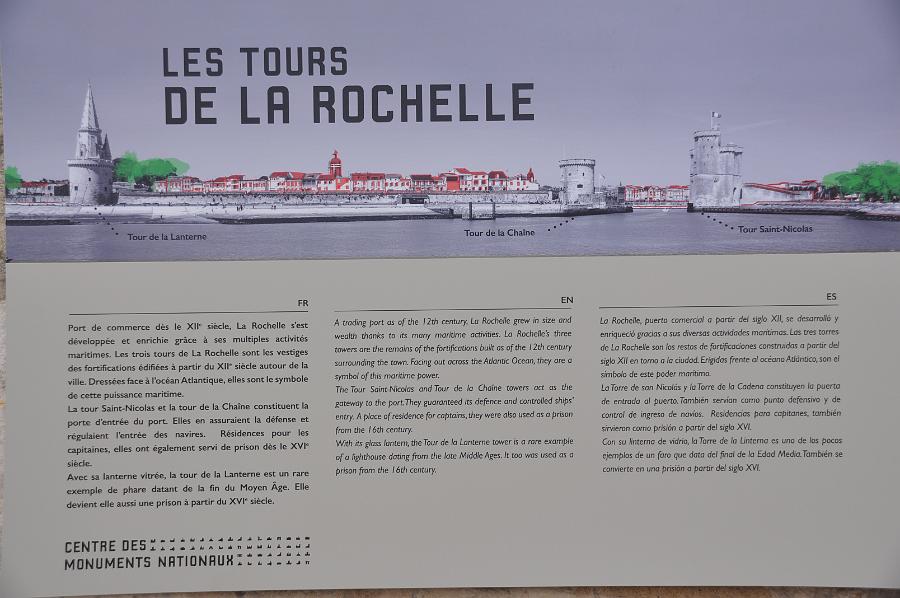 LES TOURS
DE LA ROCHELLE
Tour de la Lanterne
Tour de la Chaîne
Tour Saint-Nicolas
FR
Port de commerce dès le XIIe siècle, La Rochelle s'est
développée et enrichie grâce à ses multiples activités
maritimes. Les trois tours de La Rochelle sont les vestiges
des fortifications édifiées à partir du XIIe siècle autour de la
ville. Dressées face à l'océan Atlantique, elles sont le symbole
de cette puissance maritime.
La tour Saint-Nicolas et la tour de la Chaîne constituent la
porte d'entrée du port. Elles en assuraient la défense et
régulaient l'entrée des navires. Résidences pour les
capitaines, elles ont également servi de prison dès le XVIe
siècle.
Avec sa lanterne vitrée, la tour de la Lanterne est un rare
exemple de phare datant de la fin du Moyen Âge. Elle
devient elle aussi une prison à partir du XVIe siècle.
EN
A trading port as of the 12th century, La Rochelle grew in size and
wealth thanks to its many maritime activities. La Rochelle's three
towers are the remains of the fortifications built as of the 12th century
surrounding the town. Facing out across the Atlantic Ocean, they are a
symbol of this maritime power.
The Tour Saint-Nicolas and Tour de la Chaîne towers act as the
gateway to the port. They guaranteed its defence and controlled ships'
entry. A place of residence for captains, they were also used as a prison
from the 16th century.
With its glass lantern, the Tour de la Lanterne tower is a rare example
of a lighthouse dating from the late Middle Ages. It too was used as a
prison from the 16th century.
ES
La Rochelle, puerto comercial a partir del siglo XII, se desarrolló y
enriqueció gracias a sus diversas actividades marítimas. Las tres torres
de La Rochelle son los restos de fortificaciones construidas a partir del
siglo XII en torno a la ciudad. Erigidas frente al océano Atlántico, son el
símbolo de este poder marítimo.
La Torre de san Nicolás y la Torre de la Cadena constituyen la puerta
de entrada al puerto. También servían como punto defensivo y de
control de ingreso de navíos. Residencias para capitanes, también
sirvieron como prisión a partir del siglo XVI.
Con su linterna de vidrio, la Torre de la Linterna es uno de los pocos
ejemplos de un faro que data del final de la Edad Media. También se
convierte en una prisión a partir del siglo XVI.
CENTRE DES
MONUMENTS NATIONAUX